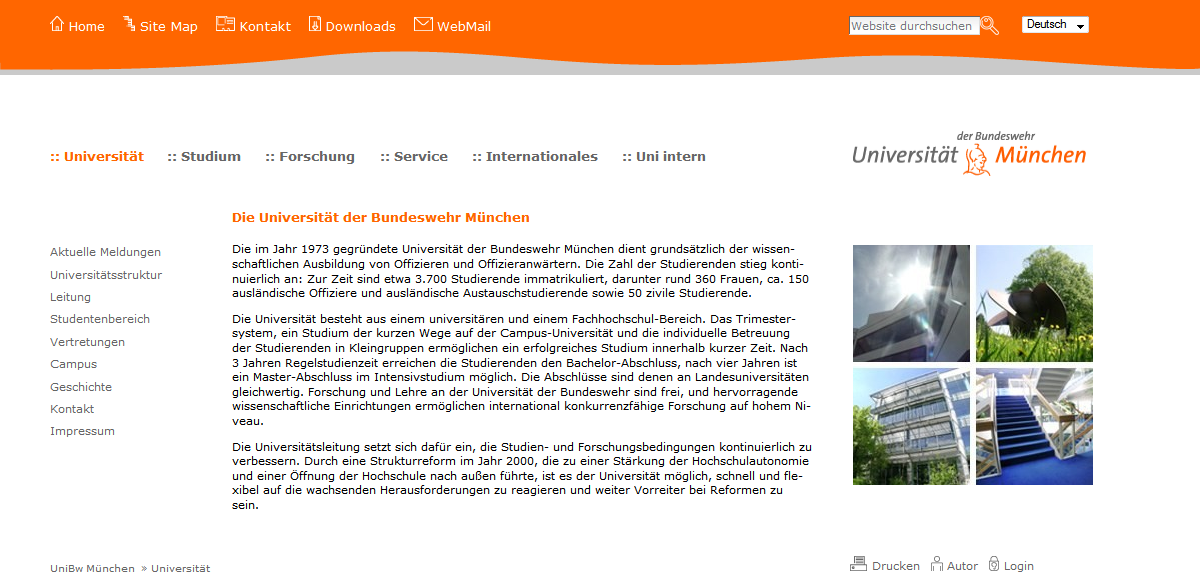 Home Site Map Kontakt Downloads WebMail Website durchsuchen Deutsch
der Bundeswehr
:: Universität :: Studium :: Forschung :: Service :: Internationales :: Uni intern Universität München
Die Universität der Bundeswehr München
Aktuelle Meldungen
Universitätsstruktur
Leitung
Studentenbereich
Vertretungen
Campus
Geschichte
Kontakt
Impressum
Die im Jahr 1973 gegründete Universität der Bundeswehr München dient grundsätzlich der wissen-
schaftlichen Ausbildung von Offizieren und Offizieranwärtern. Die Zahl der Studierenden stieg konti-
nuierlich an: Zur Zeit sind etwa 3.700 Studierende immatrikuliert, darunter rund 360 Frauen, ca. 150
ausländische Offiziere und ausländische Austauschstudierende sowie 50 zivile Studierende.
Die Universität besteht aus einem universitären und einem Fachhochschul-Bereich. Das Trimester-
system, ein Studium der kurzen Wege auf der Campus-Universität und die individuelle Betreuung
der Studierenden in Kleingruppen ermöglichen ein erfolgreiches Studium innerhalb kurzer Zeit. Nach
3 Jahren Regelstudienzeit erreichen die Studierenden den Bachelor-Abschluss, nach vier Jahren ist
ein Master-Abschluss im Intensivstudium möglich. Die Abschlüsse sind denen an Landesuniversitäten
gleichwertig. Forschung und Lehre an der Universität der Bundeswehr sind frei, und hervorragende
wissenschaftliche Einrichtungen ermöglichen international konkurrenzfähige Forschung auf hohem Ni-
veau.
Die Universitätsleitung setzt sich dafür ein, die Studien- und Forschungsbedingungen kontinuierlich zu
verbessern. Durch eine Strukturreform im Jahr 2000, die zu einer Stärkung der Hochschulautonomie
und einer Öffnung der Hochschule nach außen führte, ist es der Universität möglich, schnell und fle-
xibel auf die wachsenden Herausforderungen zu reagieren und weiter Vorreiter bei Reformen zu
sein.
UniBw München » Universität Drucken Autor Login